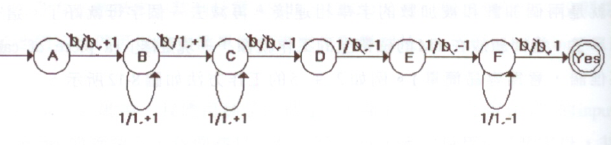 ƀ/ƀ,+1 ƀ/1,+1 ƀ/ƀ,-1 1/ƀ,-1 1/ƀ,-1 ƀ/ƀ,1
A B C D E F Yes
1/1,+1 1/1,+1 1/1,-1